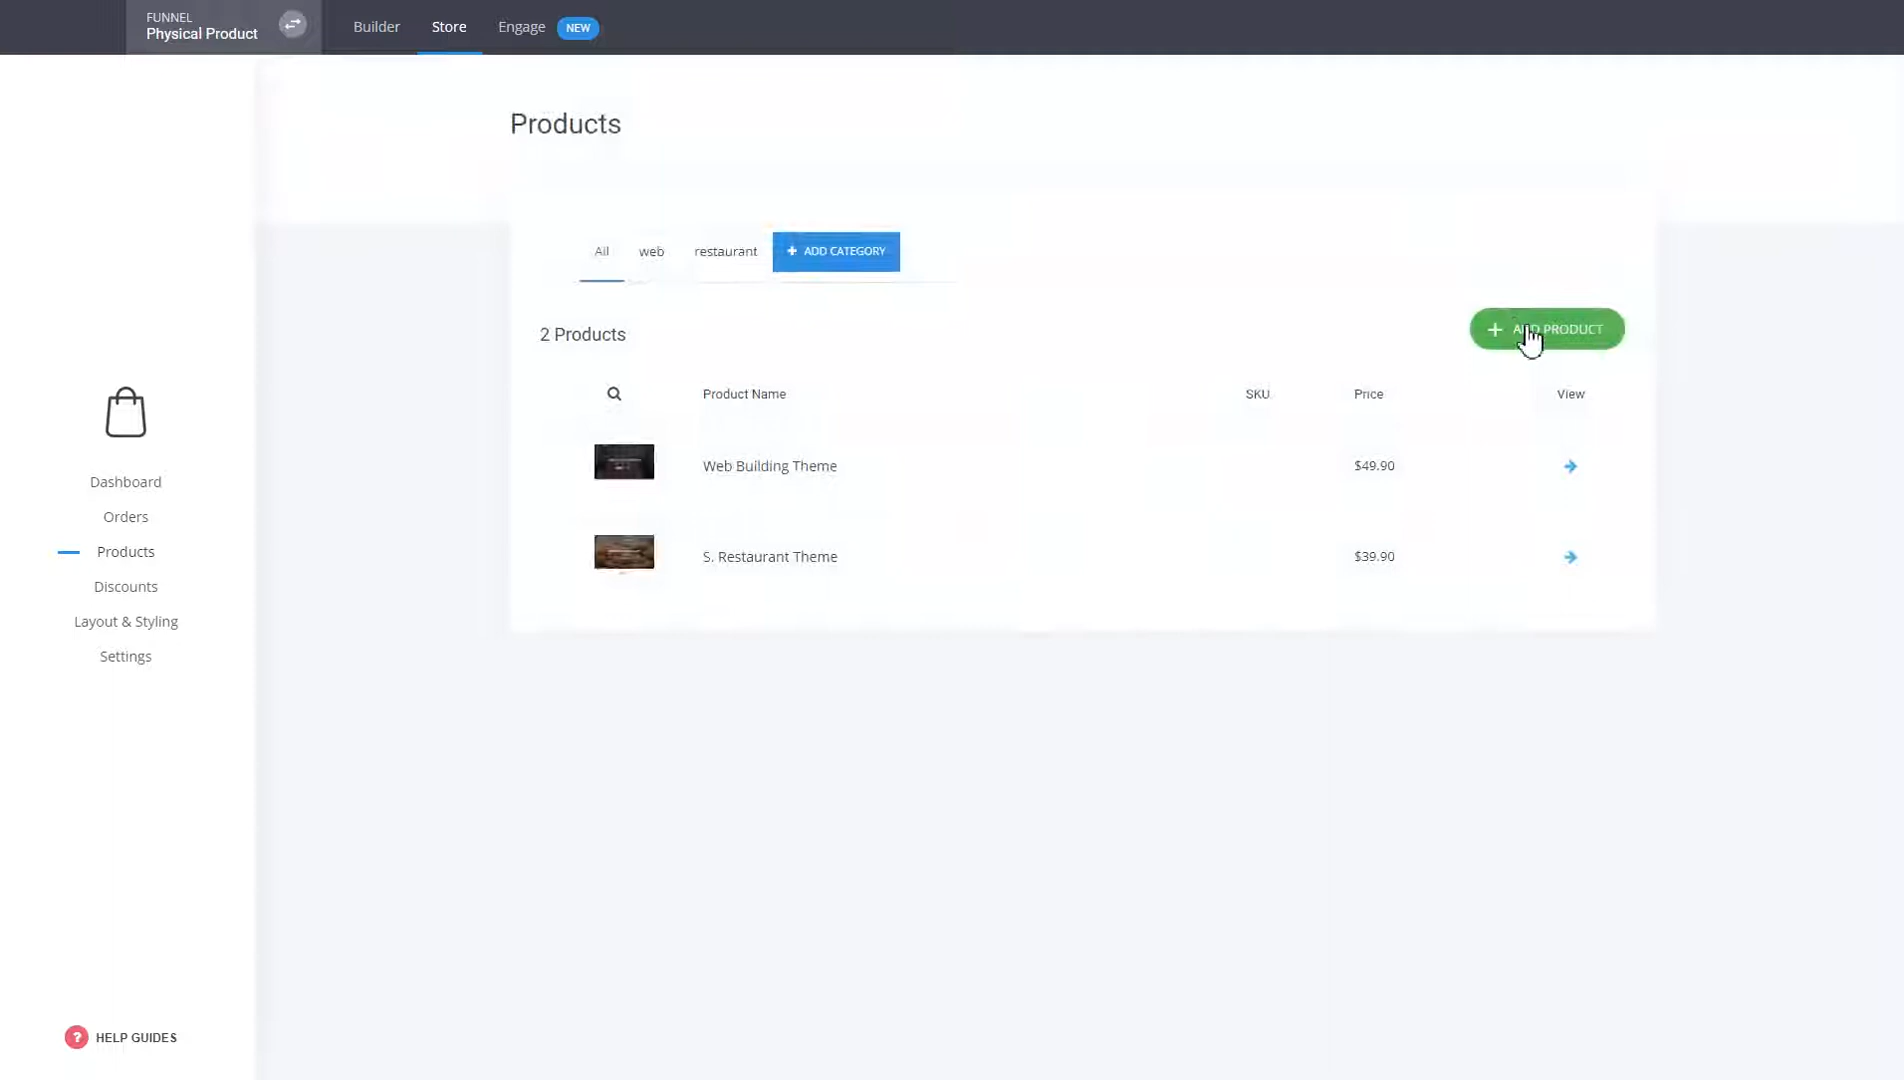 FUNNEL
Physical Product
Builder
Store
Engage
NEW
Products
All
web
restaurant
+ ADD CATEGORY
2 Products
+ ADD PRODUCT
Product Name
SKU
Price
View
Web Building Theme
$49.90
S. Restaurant Theme
$39.90
Dashboard
Orders
Products
Discounts
Layout & Styling
Settings
? HELP GUIDES